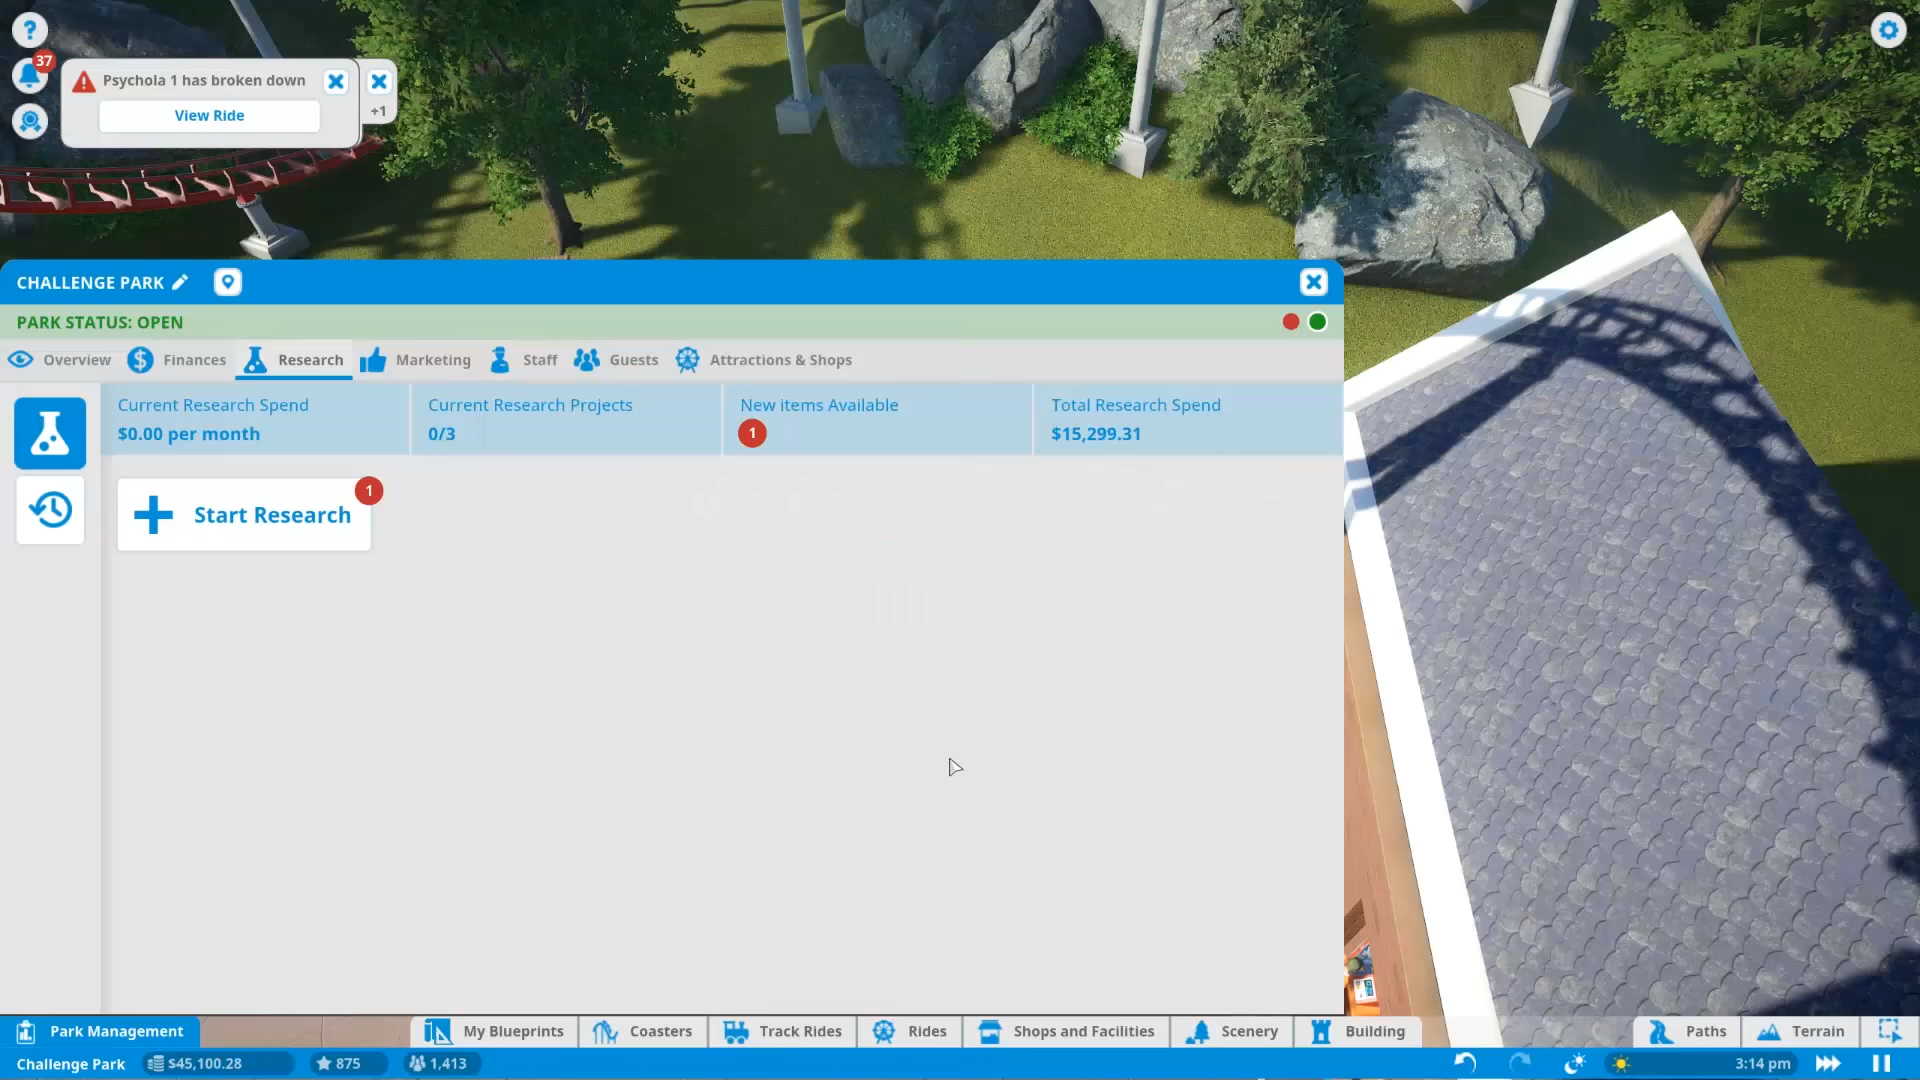 ?
37
Psychola 1 has broken down
View Ride
+1
CHALLENGE PARK
PARK STATUS: OPEN
Overview
Finances
Research
Marketing
Staff
Guests
Attractions & Shops
Current Research Spend
$0.00 per month
Current Research Projects
0/3
New items Available
1
Total Research Spend
$15,299.31
Start Research
1
Park Management
My Blueprints
Coasters
Track Rides
Rides
Shops and Facilities
Scenery
Building
Paths
Terrain
Challenge Park
$45,100.28
875
1,413
3:14 pm